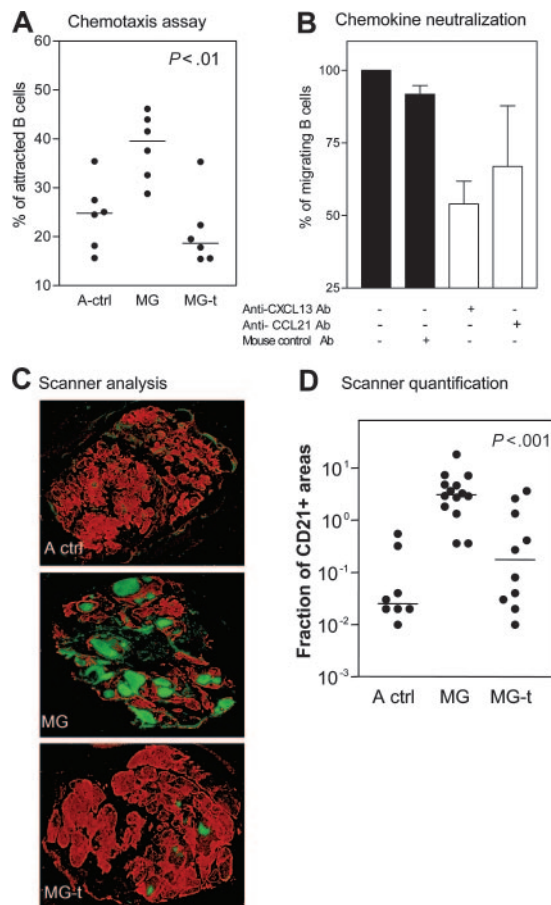 A Chemotaxis assay
P < .01
% of attracted B cells
60
50
40
30
20
10
A-ctrl MG MG-t
B Chemokine neutralization
% of migrating B cells
100
75
50
25
Anti-CXCL13 Ab - - + -
Anti- CCL21 Ab - - - +
Mouse control Ab - + - -
C Scanner analysis
A ctrl
MG
MG-t
D Scanner quantification
P <.001
Fraction of CD21+ areas
10¹
10⁰
10⁻¹
10⁻²
10⁻³
A ctrl MG MG-t